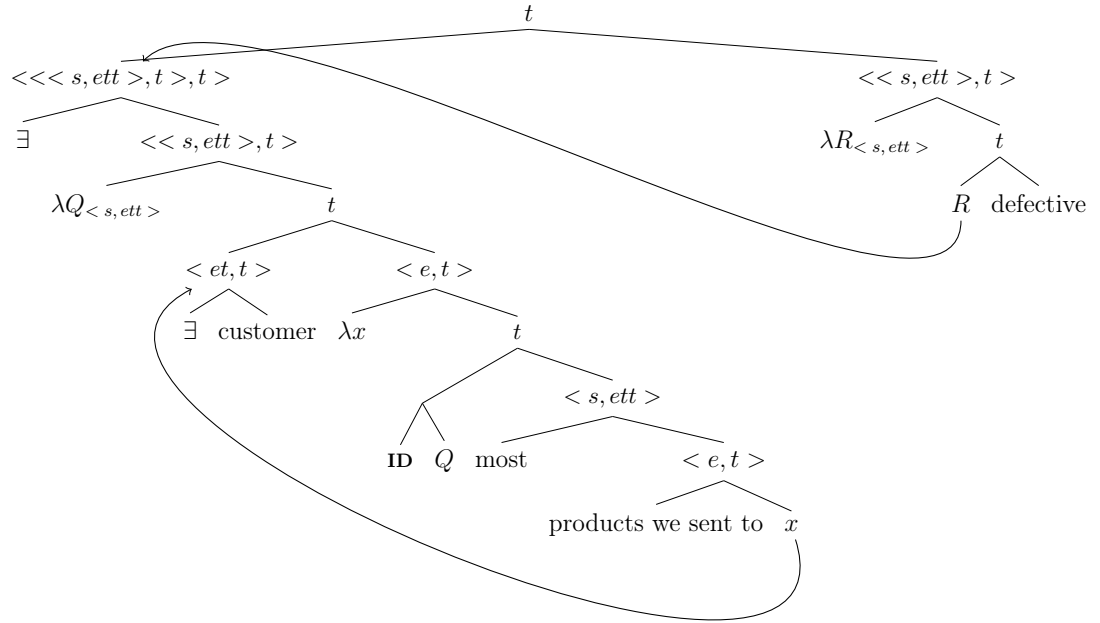 t
<<< s, ett >, t >, t > << s, ett >, t >
∃ << s, ett >, t > λR< s, ett > t
λQ< s, ett > t R defective
< et, t > < e, t >
∃ customer λx t
< s, ett >
ID Q most < e, t >
products we sent to x